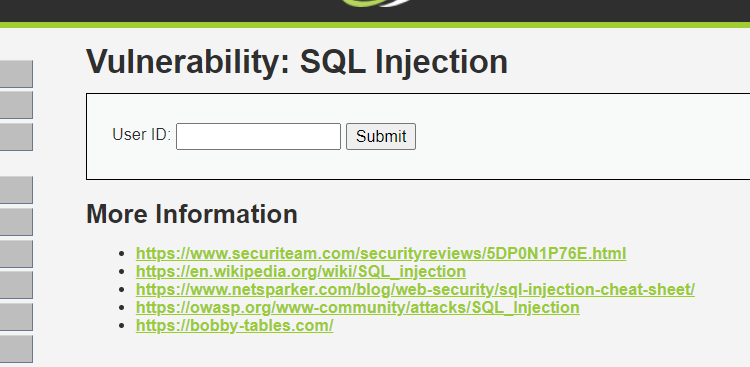 Vulnerability: SQL Injection
User ID: Submit
More Information
https://www.securiteam.com/securityreviews/5DP0N1P76E.html
https://en.wikipedia.org/wiki/SQL_injection
https://www.netsparker.com/blog/web-security/sql-injection-cheat-sheet/
https://owasp.org/www-community/attacks/SQL_Injection
https://bobby-tables.com/